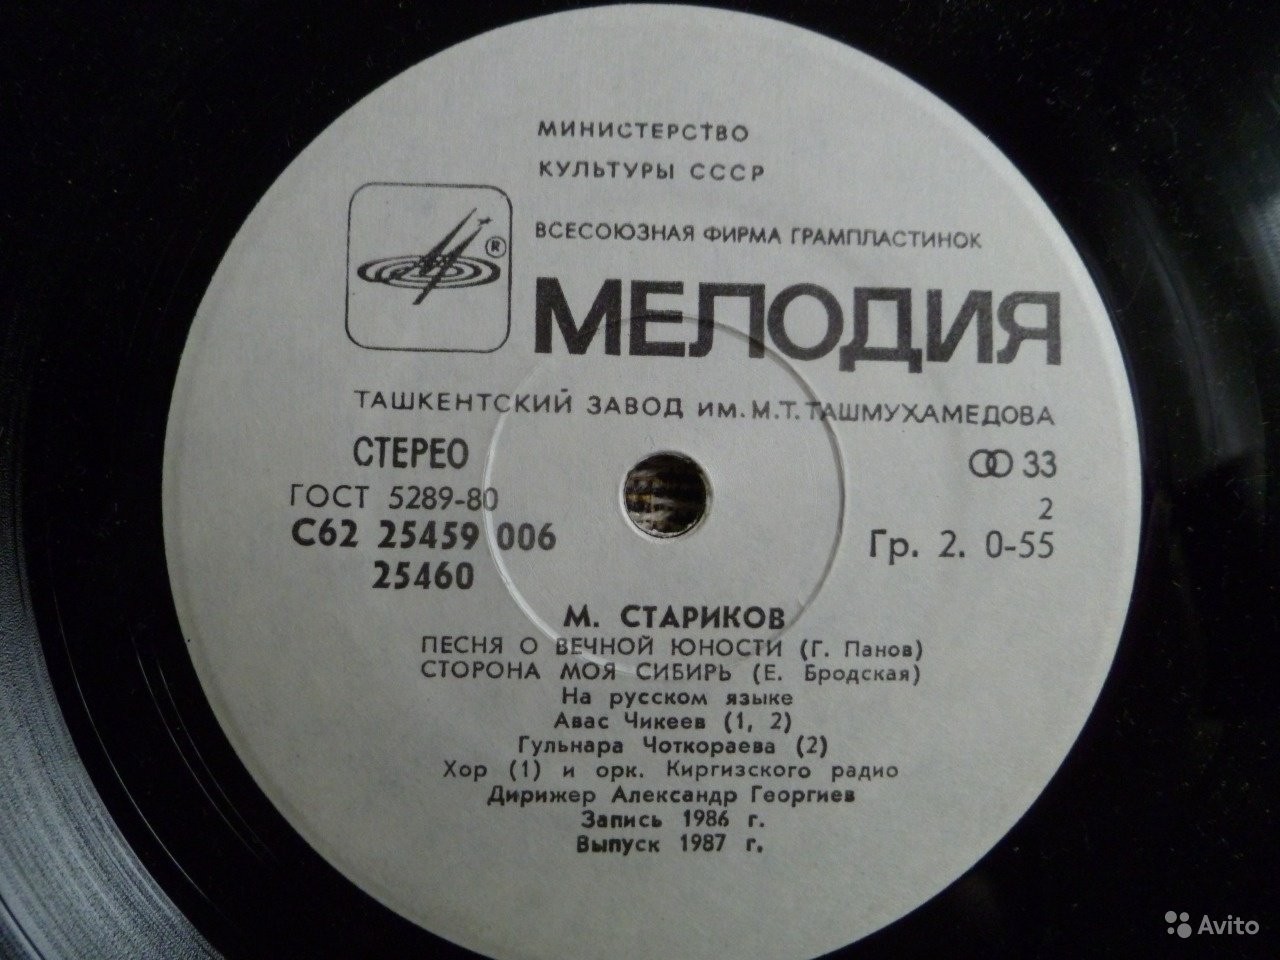 МИНИСТЕРСТВО
КУЛЬТУРЫ СССР
ВСЕСОЮЗНАЯ ФИРМА ГРАМПЛАСТИНОК
®
МЕЛОДИЯ
ТАШКЕНТСКИЙ ЗАВОД ИМ. М.Т. ТАШМУХАМЕДОВА
СТЕРЕО
33
ГОСТ 5289-80
2
С62 25459 006
Гр. 2. 0-55
25460
М. СТАРИКОВ
ПЕСНЯ О ВЕЧНОЙ ЮНОСТИ (Г. Панов)
СТОРОНА МОЯ СИБИРЬ (Е. Бродская)
На русском языке
Авас Чикеев (1, 2)
Гульнара Чоткораева (2)
Хор (1) и орк. Киргизского радио
Дирижер Александр Георгиев
Запись 1986 г.
Выпуск 1987 г.
Avito